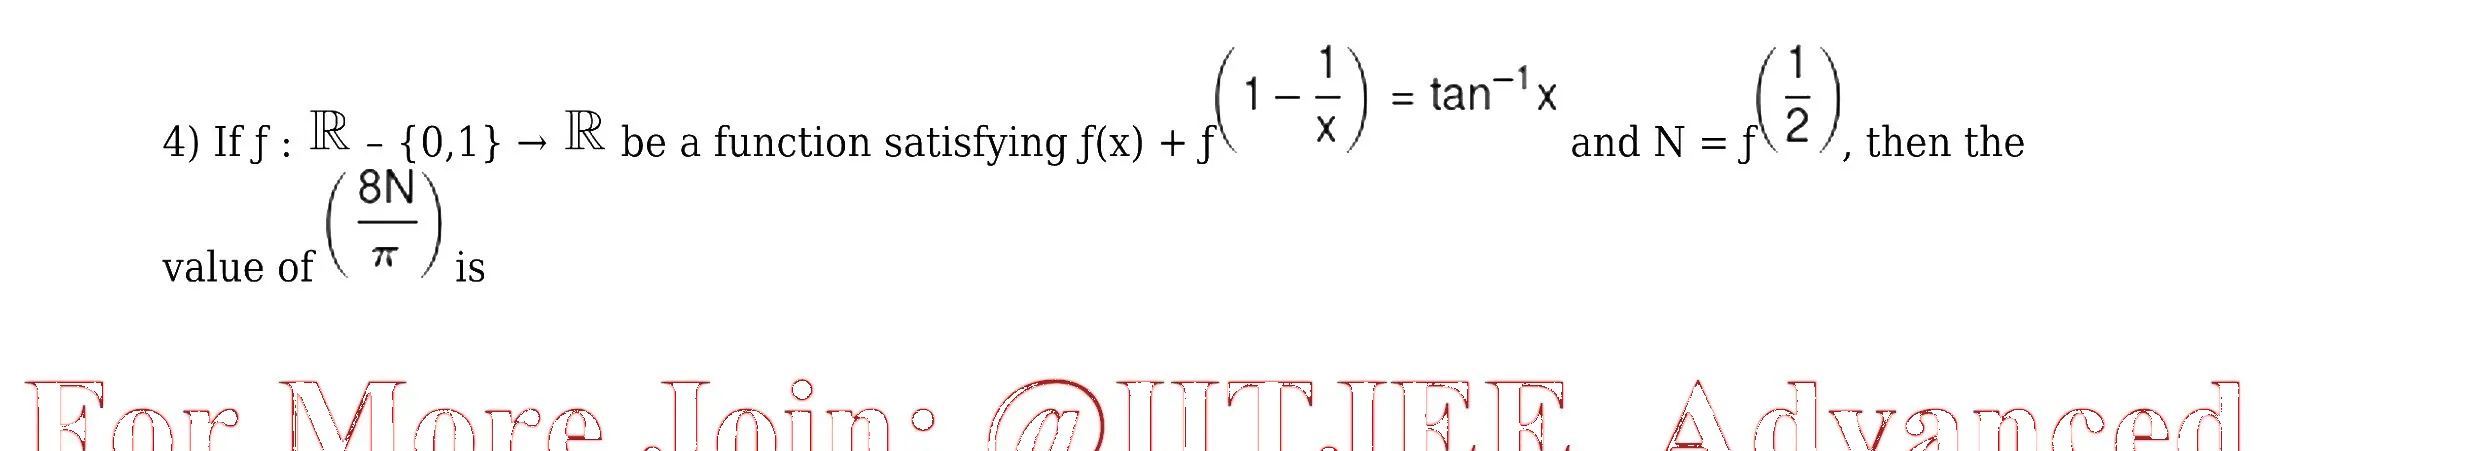 4) If ƒ : ℝ – {0,1} → ℝ be a function satisfying ƒ(x) + ƒ(1 − 1/x) = tan⁻¹x and N = ƒ(1/2), then the
value of (8N/π) is
For More Join: @IITJEE_Advanced